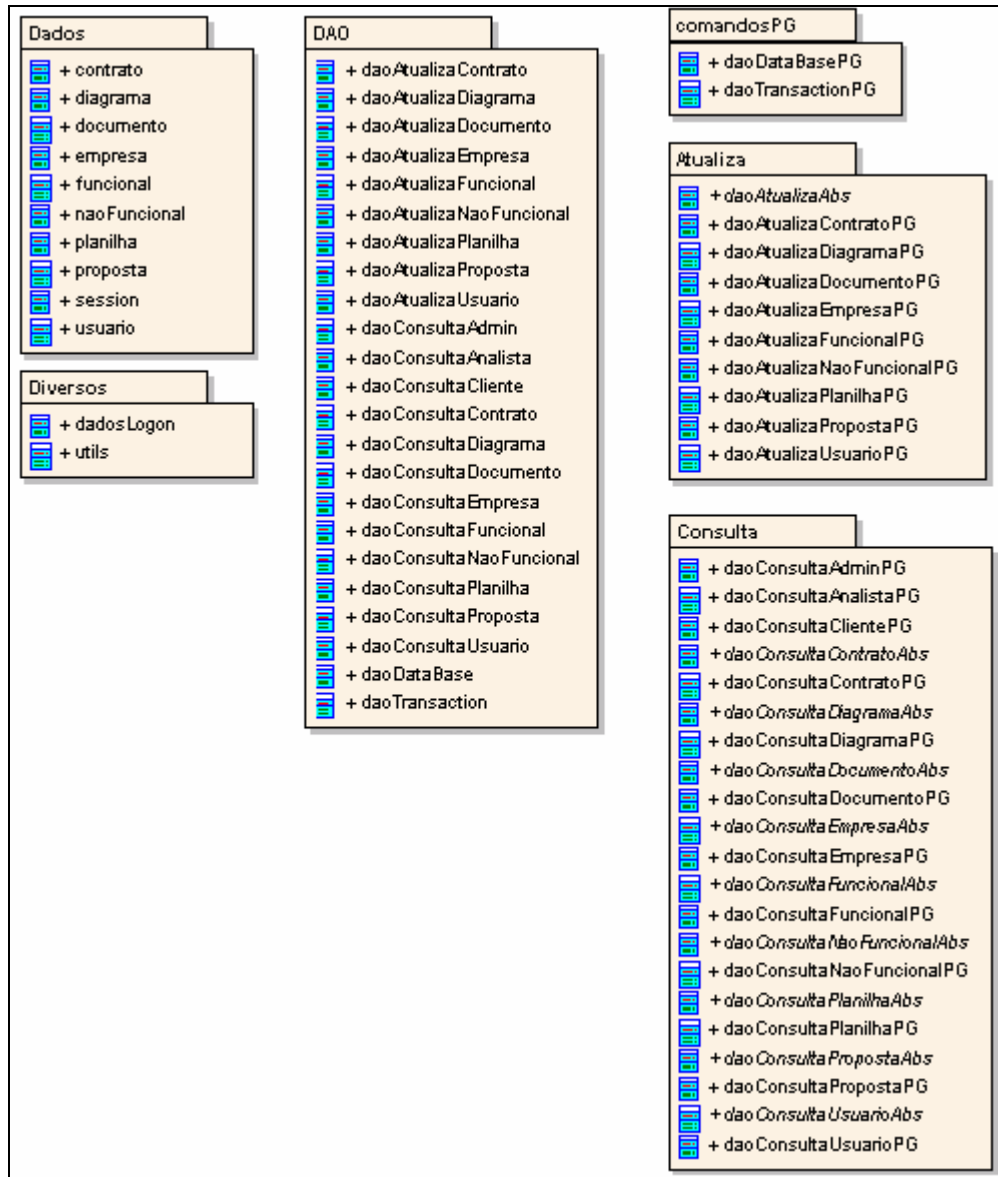 Dados
+ contrato
+ diagrama
+ documento
+ empresa
+ funcional
+ naoFuncional
+ planilha
+ proposta
+ session
+ usuario
Diversos
+ dadosLogon
+ utils
DAO
+ daoAtualizaContrato
+ daoAtualizaDiagrama
+ daoAtualizaDocumento
+ daoAtualizaEmpresa
+ daoAtualizaFuncional
+ daoAtualizaNaoFuncional
+ daoAtualizaPlanilha
+ daoAtualizaProposta
+ daoAtualizaUsuario
+ daoConsultaAdmin
+ daoConsultaAnalista
+ daoConsultaCliente
+ daoConsultaContrato
+ daoConsultaDiagrama
+ daoConsultaDocumento
+ daoConsultaEmpresa
+ daoConsultaFuncional
+ daoConsultaNaoFuncional
+ daoConsultaPlanilha
+ daoConsultaProposta
+ daoConsultaUsuario
+ daoDataBase
+ daoTransaction
comandosPG
+ daoDataBasePG
+ daoTransactionPG
Atualiza
+ daoAtualizaAbs
+ daoAtualizaContratoPG
+ daoAtualizaDiagramaPG
+ daoAtualizaDocumentoPG
+ daoAtualizaEmpresaPG
+ daoAtualizaFuncionalPG
+ daoAtualizaNaoFuncionalPG
+ daoAtualizaPlanilhaPG
+ daoAtualizaPropostaPG
+ daoAtualizaUsuarioPG
Consulta
+ daoConsultaAdminPG
+ daoConsultaAnalistaPG
+ daoConsultaClientePG
+ daoConsultaContratoAbs
+ daoConsultaContratoPG
+ daoConsultaDiagramaAbs
+ daoConsultaDiagramaPG
+ daoConsultaDocumentoAbs
+ daoConsultaDocumentoPG
+ daoConsultaEmpresaAbs
+ daoConsultaEmpresaPG
+ daoConsultaFuncionalAbs
+ daoConsultaFuncionalPG
+ daoConsultaNaoFuncionalAbs
+ daoConsultaNaoFuncionalPG
+ daoConsultaPlanilhaAbs
+ daoConsultaPlanilhaPG
+ daoConsultaPropostaAbs
+ daoConsultaPropostaPG
+ daoConsultaUsuarioAbs
+ daoConsultaUsuarioPG